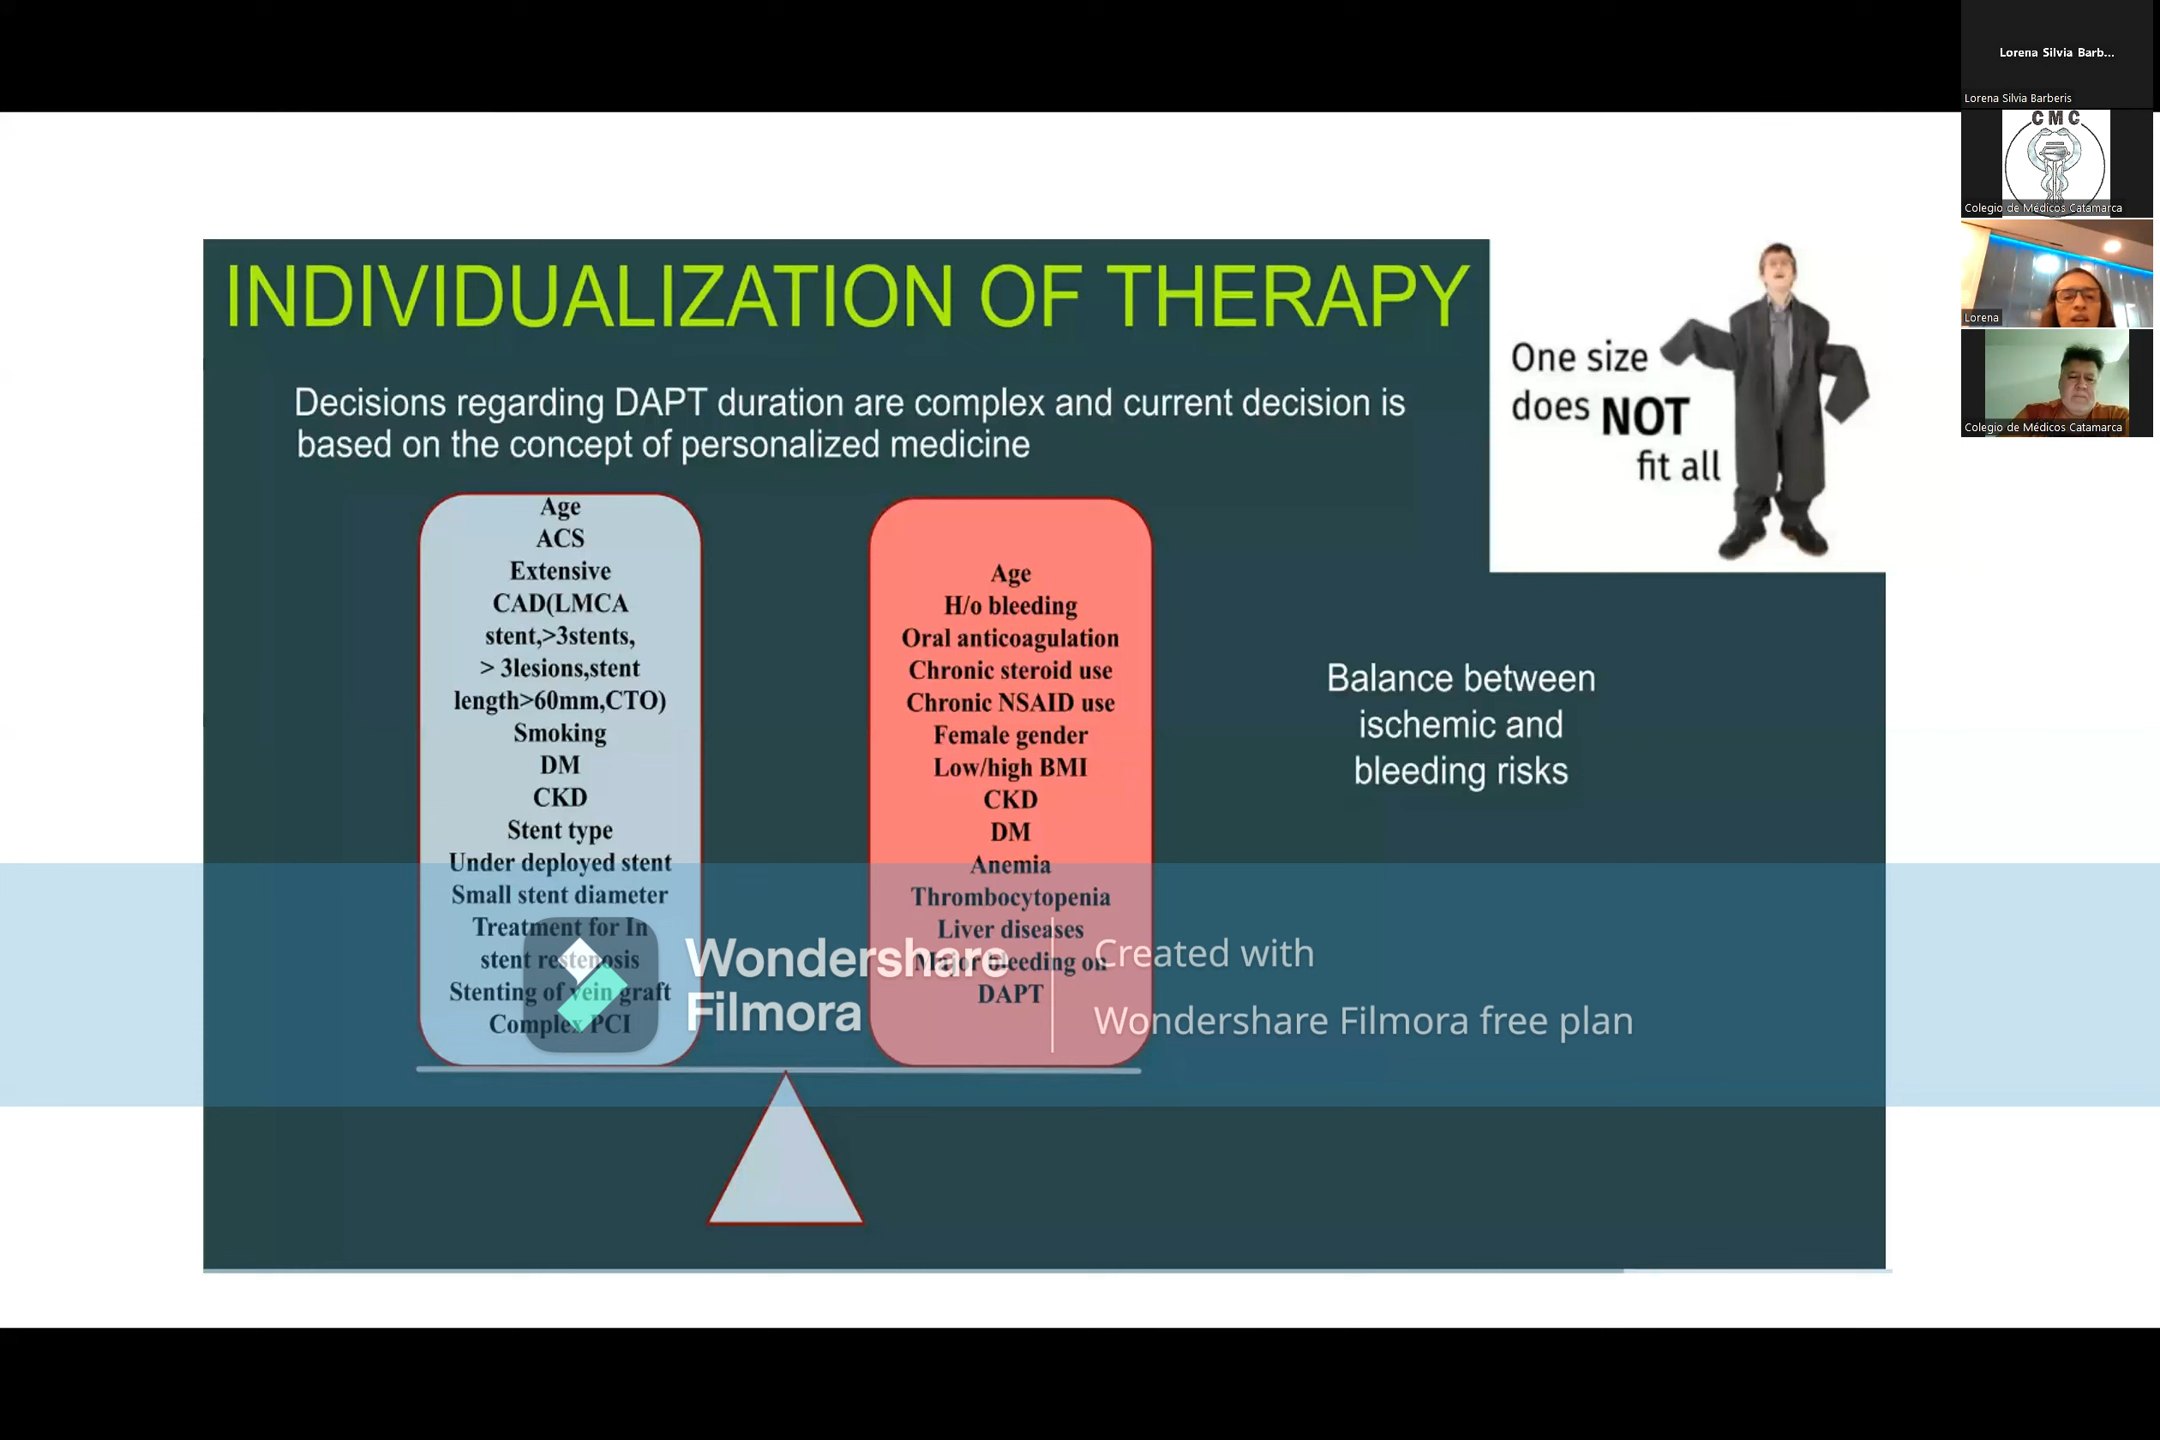 Lorena Silvia Barb...
Lorena Silvia Barberis
CMC
Colegio de Médicos Catamarca
Lorena
Colegio de Médicos Catamarca
INDIVIDUALIZATION OF THERAPY
Decisions regarding DAPT duration are complex and current decision is
based on the concept of personalized medicine
One size
does NOT
fit all
Age
ACS
Extensive
CAD(LMCA
stent,>3stents,
> 3lesions,stent
length>60mm,CTO)
Smoking
DM
CKD
Stent type
Under deployed stent
Small stent diameter
Treatment for In
stent restenosis
Stenting of vein graft
Complex PCI
Age
H/o bleeding
Oral anticoagulation
Chronic steroid use
Chronic NSAID use
Female gender
Low/high BMI
CKD
DM
Anemia
Thrombocytopenia
Liver diseases
Major bleeding on
DAPT
Balance between
ischemic and
bleeding risks
Wondershare
Filmora
Created with
Wondershare Filmora free plan